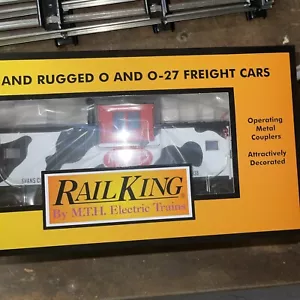 AND RUGGED O AND O-27 FREIGHT CARS
Operating
Metal
Couplers
Attractively
Decorated
RAILKING
By M.T.H. Electric Trains